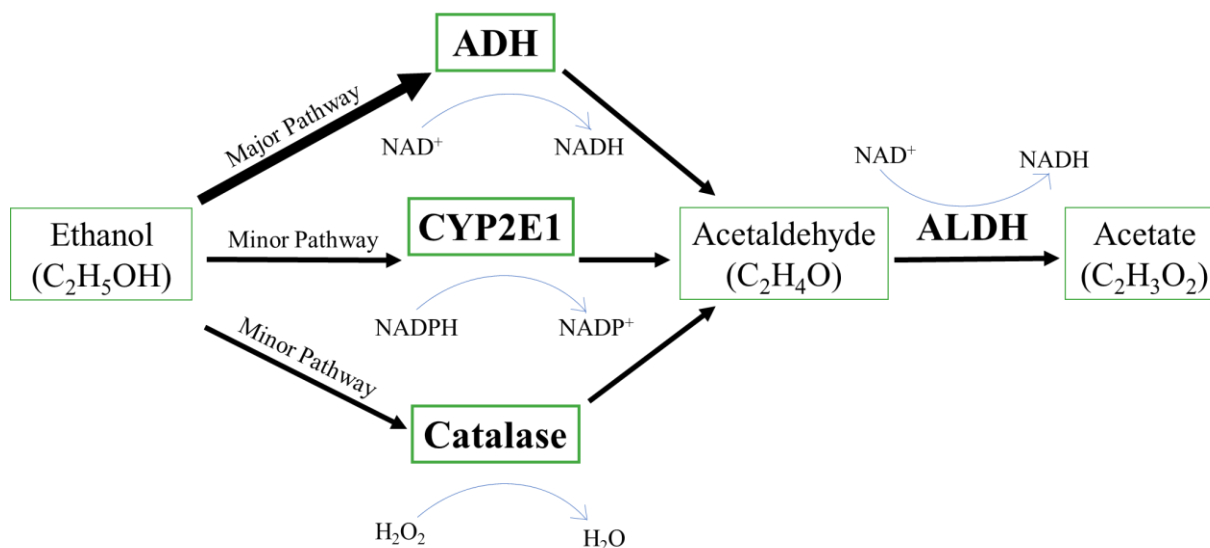 ADH
Major Pathway
NAD⁺
NADH
Ethanol
(C₂H₅OH)
Minor Pathway
CYP2E1
NADPH
NADP⁺
Minor Pathway
Catalase
H₂O₂
H₂O
Acetaldehyde
(C₂H₄O)
NAD⁺
NADH
ALDH
Acetate
(C₂H₃O₂)